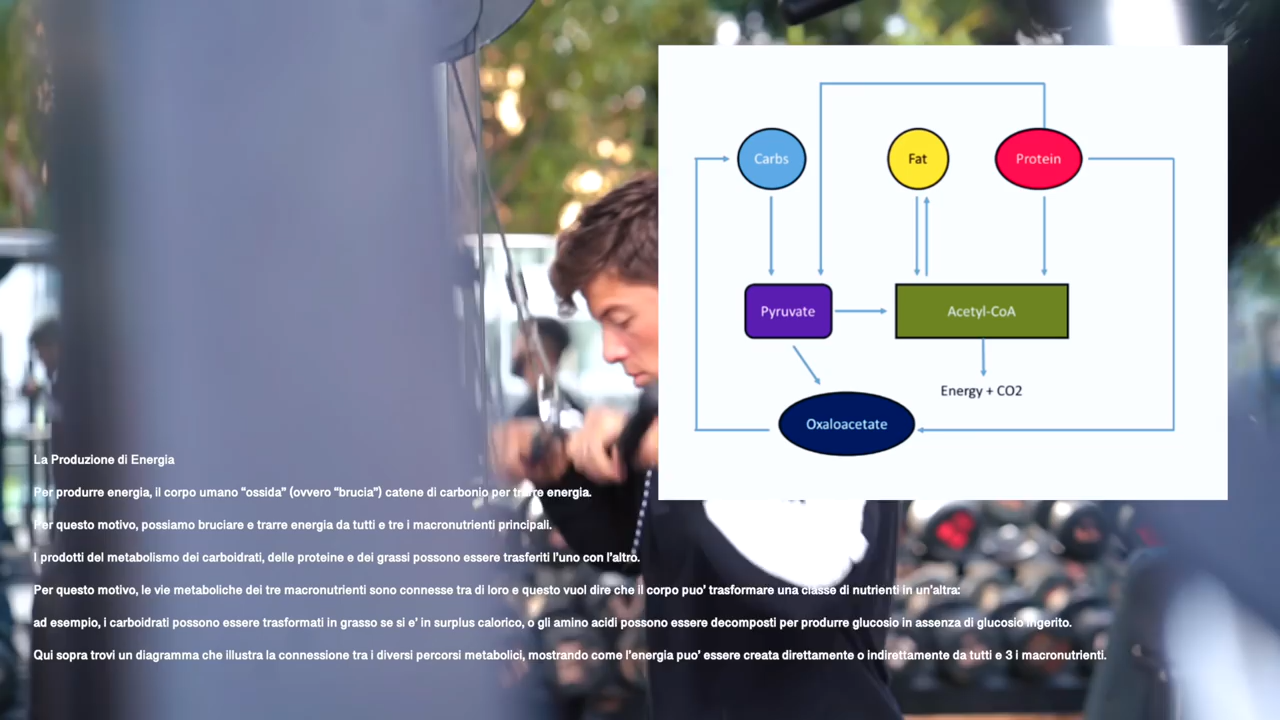 Carbs
Fat
Protein
Pyruvate
Acetyl-CoA
Energy + CO2
Oxaloacetate
La Produzione di Energia
Per produrre energia, il corpo umano “ossida” (ovvero “brucia”) catene di carbonio per trarre energia.
Per questo motivo, possiamo bruciare e trarre energia da tutti e tre i macronutrienti principali.
I prodotti del metabolismo dei carboidrati, delle proteine e dei grassi possono essere trasferiti l’uno con l’altro.
Per questo motivo, le vie metaboliche dei tre macronutrienti sono connesse tra di loro e questo vuol dire che il corpo puo’ trasformare una classe di nutrienti in un’altra:
ad esempio, i carboidrati possono essere trasformati in grasso se si e’ in surplus calorico, o gli amino acidi possono essere decomposti per produrre glucosio in assenza di glucosio ingerito.
Qui sopra trovi un diagramma che illustra la connessione tra i diversi percorsi metabolici, mostrando come l’energia puo’ essere creata direttamente o indirettamente da tutti e 3 i macronutrienti.